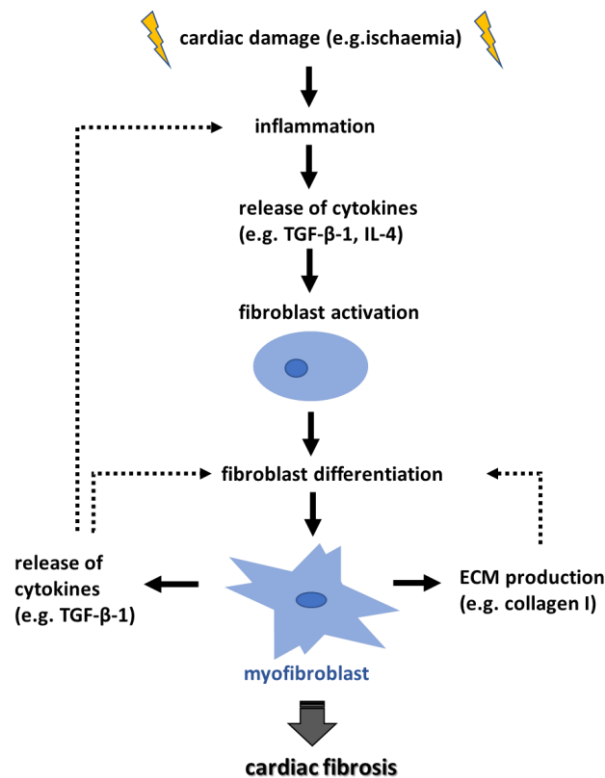 cardiac damage (e.g.ischaemia)
inflammation
release of cytokines
(e.g. TGF-β-1, IL-4)
fibroblast activation
fibroblast differentiation
release of
cytokines
(e.g. TGF-β-1)
ECM production
(e.g. collagen I)
myofibroblast
cardiac fibrosis